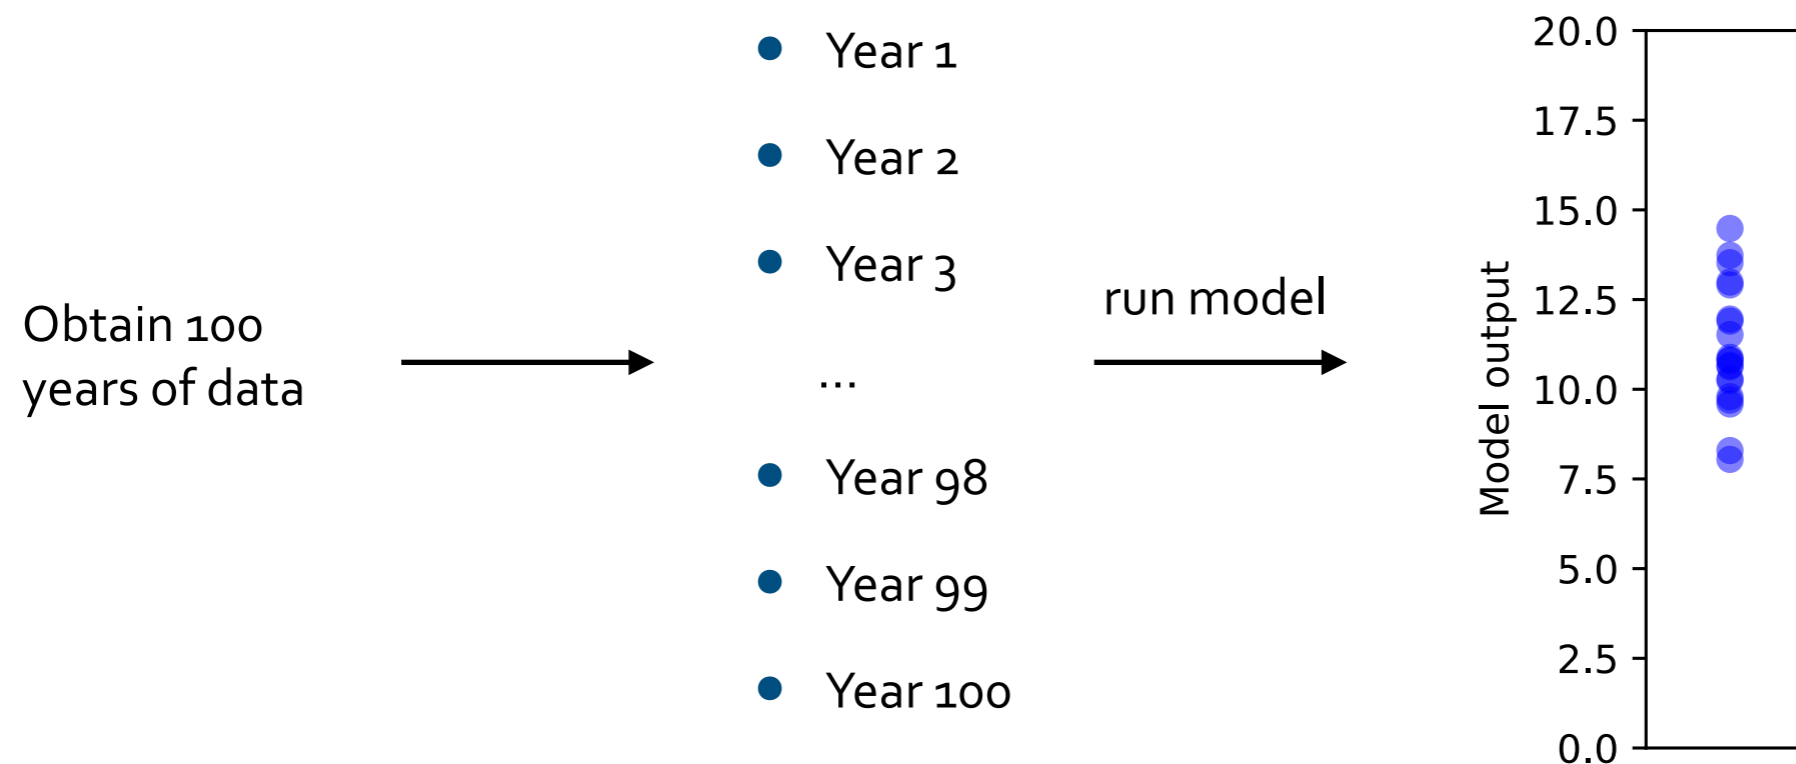 Obtain 100
years of data
Year 1
Year 2
Year 3
...
Year 98
Year 99
Year 100
run model
Model output
20.0
17.5
15.0
12.5
10.0
7.5
5.0
2.5
0.0